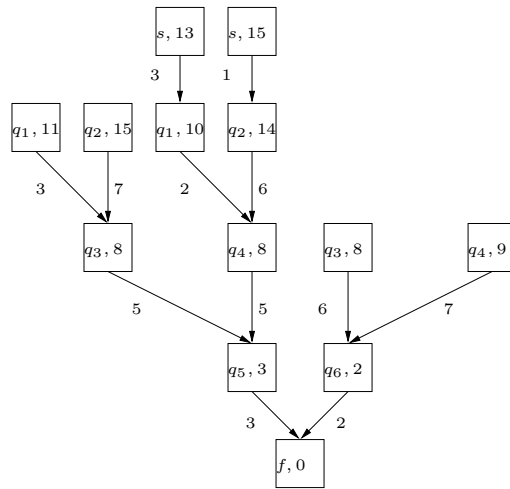 s, 13 s, 15
3 1
q₁, 11 q₂, 15 q₁, 10 q₂, 14
3 7 2 6
q₃, 8 q₄, 8 q₃, 8 q₄, 9
5 5 6 7
q₅, 3 q₆, 2
3 2
f, 0